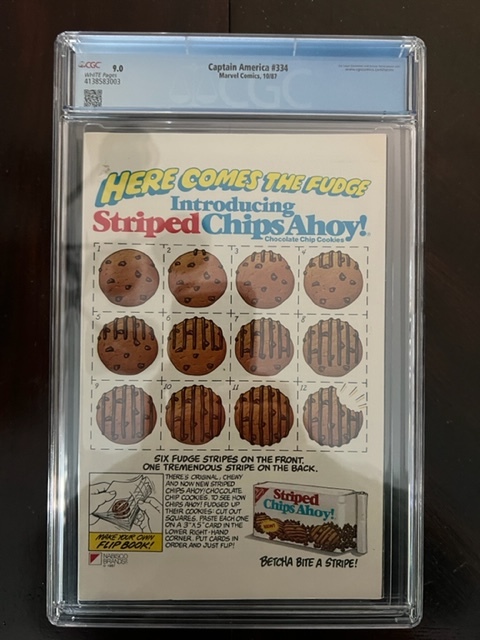 CGC
9.0
WHITE Pages
4138583003
Captain America #334
Marvel Comics, 10/87
CGC
HERE COMES THE FUDGE
Introducing
Striped Chips Ahoy!
Chocolate Chip Cookies
1
2
3
4
5
6
7
8
10
11
12
SIX FUDGE STRIPES ON THE FRONT.
ONE TREMENDOUS STRIPE ON THE BACK.
THERE'S ORIGINAL, CHEWY
AND NOW NEW STRIPED
CHIPS AHOY! CHOCOLATE
CHIP COOKIES. TO SEE HOW
CHIPS AHOY! FUDGED UP
THEIR COOKIES: CUT OUT
SQUARES. PASTE EACH ONE
ON A 3"x5" CARD IN THE
LOWER RIGHT-HAND
CORNER. PUT CARDS IN
ORDER, AND JUST FLIP!
MAKE YOUR OWN
FLIP BOOK!
NABISCO
BRANDS
Striped
Chips Ahoy!
BETCHA BITE A STRIPE!